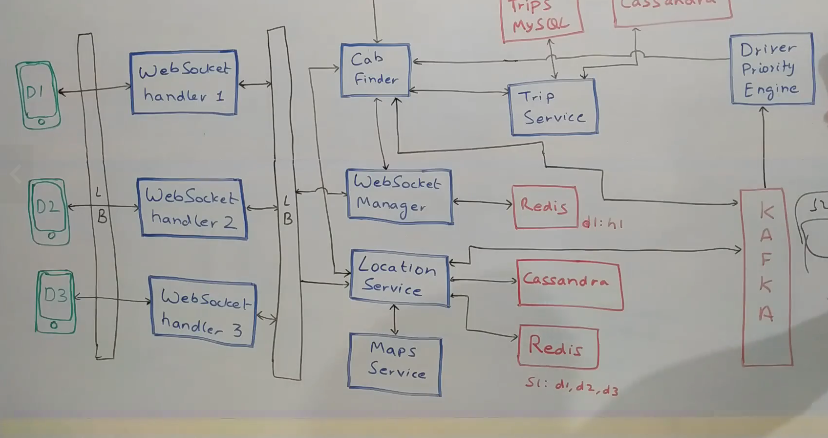 Trips
MySQL
Cassandra
Cab
Finder
Driver
Priority
Engine
D1
WebSocket
handler 1
Trip
Service
D2
L
B
WebSocket
handler 2
L
B
WebSocket
Manager
Redis
d1:h1
K
A
F
K
A
D3
WebSocket
handler 3
Location
Service
Cassandra
Redis
S1: d1, d2, d3
Maps
Service